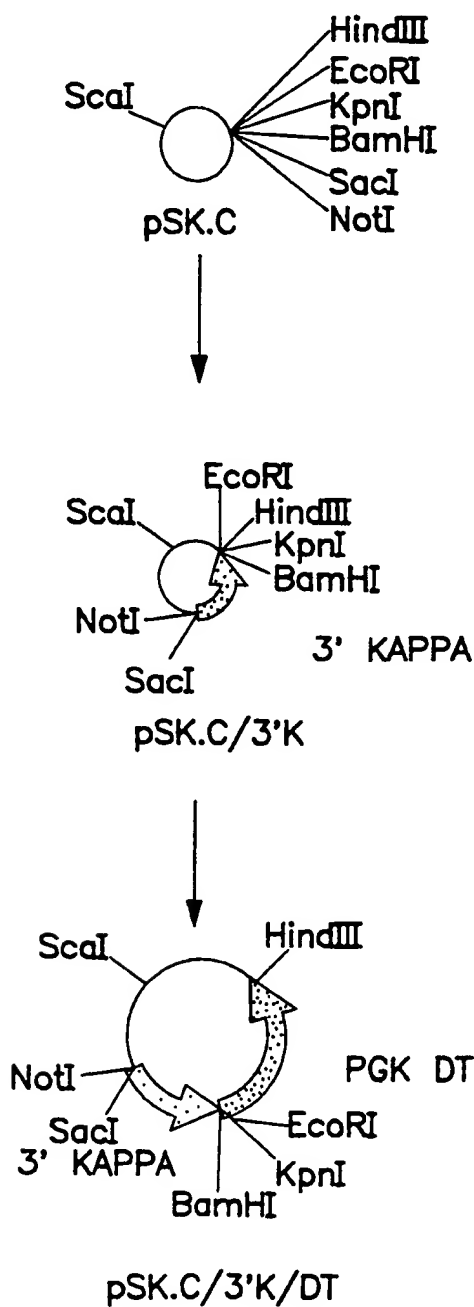 HindIII
EcoRI
ScaI
KpnI
BamHI
SacI
NotI
pSK.C
EcoRI
ScaI
HindIII
KpnI
BamHI
NotI
3' KAPPA
SacI
pSK.C/3'K
ScaI
HindIII
NotI
PGK DT
SacI
EcoRI
3' KAPPA
KpnI
BamHI
pSK.C/3'K/DT